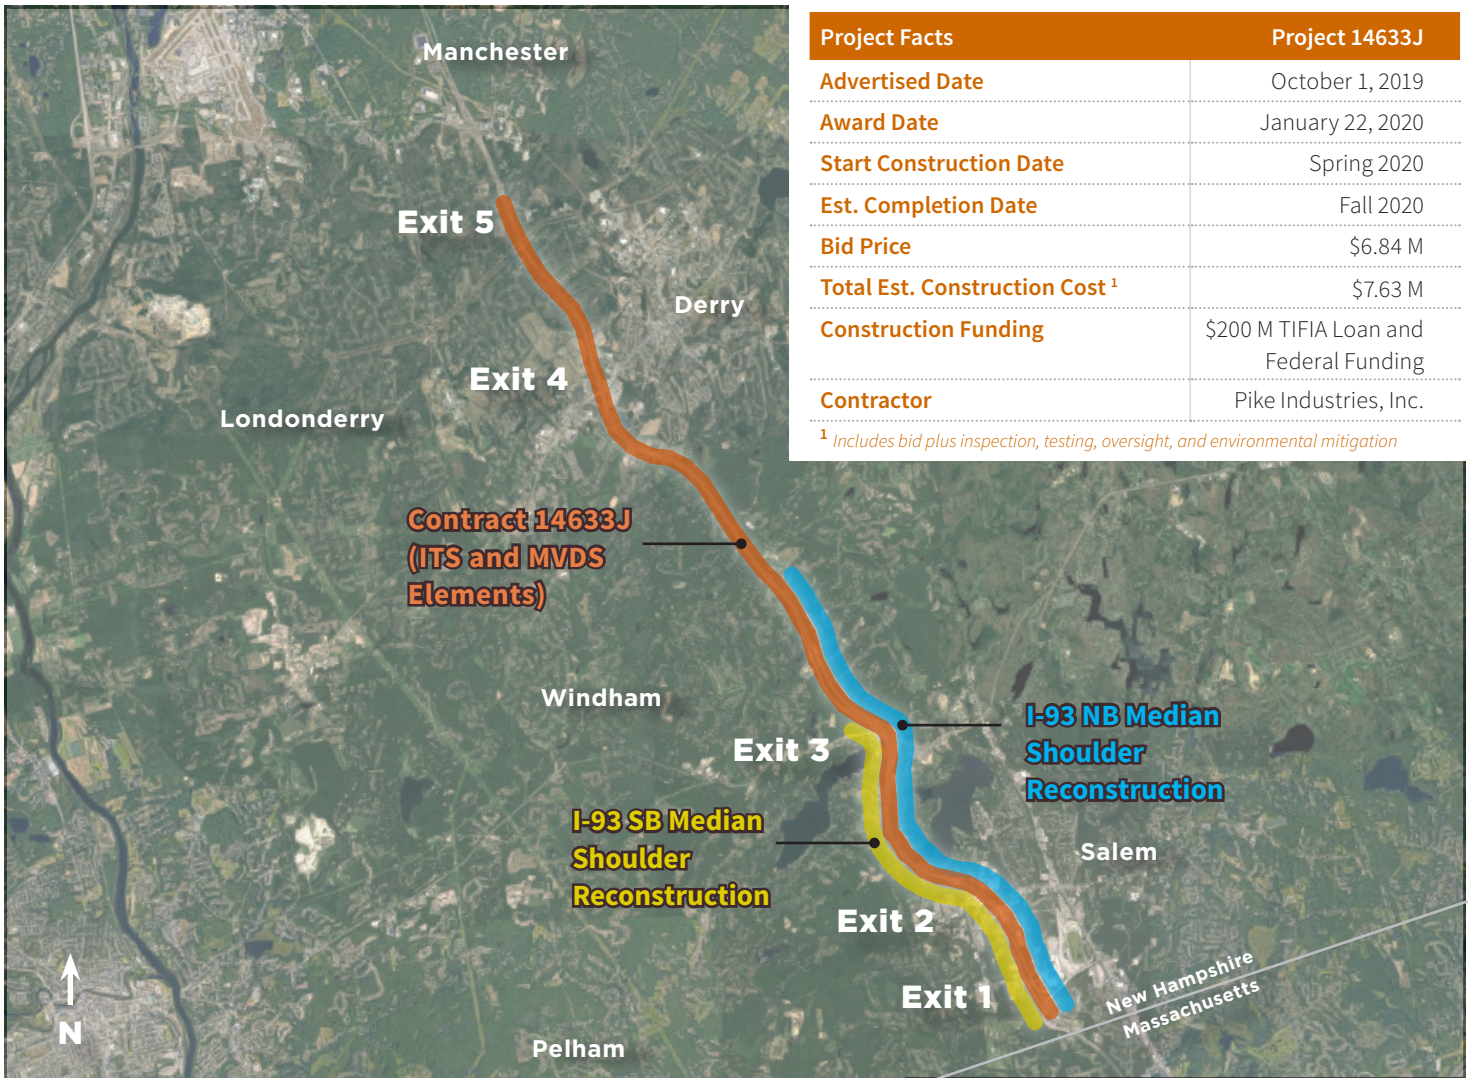 Project Facts Project 14633J
Advertised Date October 1, 2019
Award Date January 22, 2020
Start Construction Date Spring 2020
Est. Completion Date Fall 2020
Bid Price $6.84 M
Total Est. Construction Cost 1 $7.63 M
Construction Funding $200 M TIFIA Loan and
Federal Funding
Contractor Pike Industries, Inc.
1 Includes bid plus inspection, testing, oversight, and environmental mitigation
Manchester
Exit 5
Derry
Exit 4
Londonderry
Contract 14633J
(ITS and MVDS
Elements)
Windham
I-93 NB Median
Shoulder
Reconstruction
Exit 3
I-93 SB Median
Shoulder
Reconstruction
Salem
Exit 2
Exit 1
New Hampshire
Massachusetts
N
Pelham